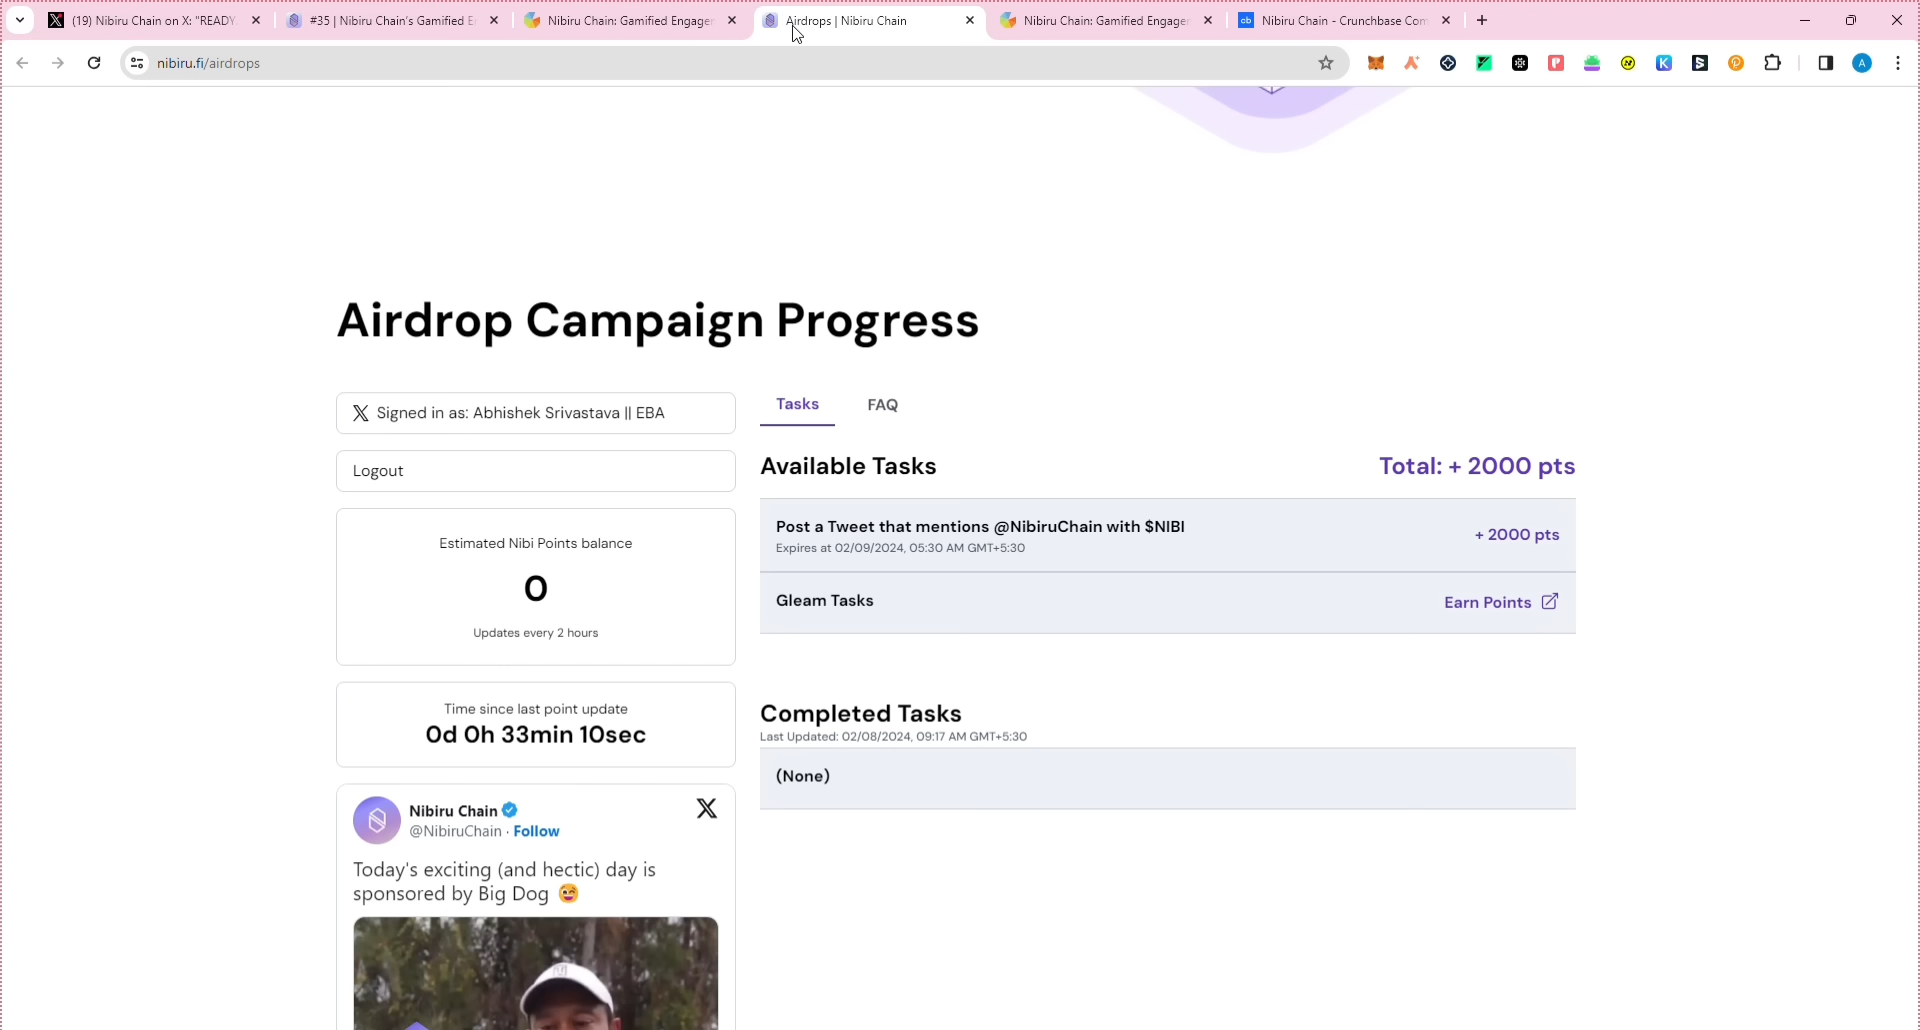 (19) Nibiru Chain on X: "READY
#35 | Nibiru Chain's Gamified E
Nibiru Chain: Gamified Engage
Airdrops | Nibiru Chain
Nibiru Chain: Gamified Engage
cb
Nibiru Chain - Crunchbase Com
nibiru.fi/airdrops
A
Airdrop Campaign Progress
Signed in as: Abhishek Srivastava || EBA
Logout
Estimated Nibi Points balance
0
Updates every 2 hours
Time since last point update
0d 0h 33min 10sec
Nibiru Chain
@NibiruChain · Follow
Today's exciting (and hectic) day is
sponsored by Big Dog 😅
Tasks
FAQ
Available Tasks
Total: + 2000 pts
Post a Tweet that mentions @NibiruChain with $NIBI
Expires at 02/09/2024, 05:30 AM GMT+5:30
+ 2000 pts
Gleam Tasks
Earn Points
Completed Tasks
Last Updated: 02/08/2024, 09:17 AM GMT+5:30
(None)